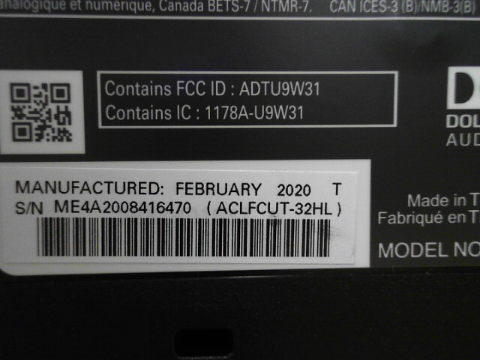 analogique et numérique, Canada BETS-7 / NTMR-7. CAN ICES-3 (B)/NMB-3(B)
Contains FCC ID : ADTU9W31
Contains IC : 1178A-U9W31
MANUFACTURED: FEBRUARY 2020 T
S/N ME4A2008416470 (ACLFCUT-32HL)
Made in T
Fabriqué en T
MODEL NO